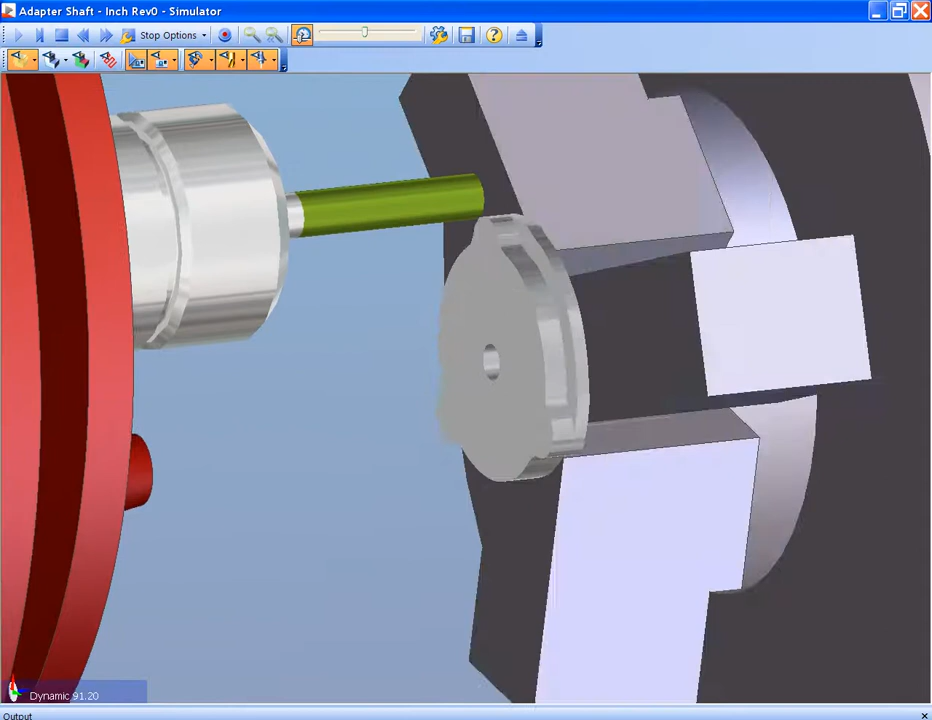 Adapter Shaft - Inch Rev0 - Simulator
Stop Options
Dynamic 91.20
Output